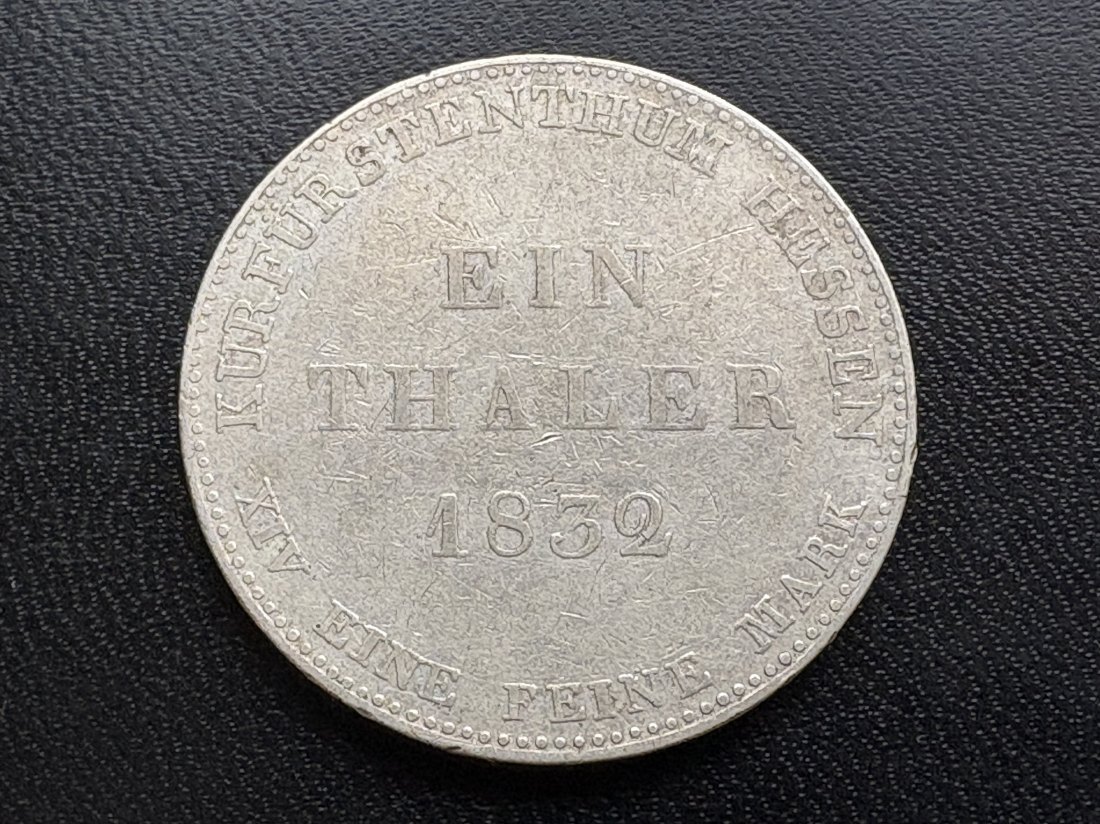 KURFÜRSTENTHUM HESSEN
EIN
THALER
1832
XIV EINE FEINE MARK